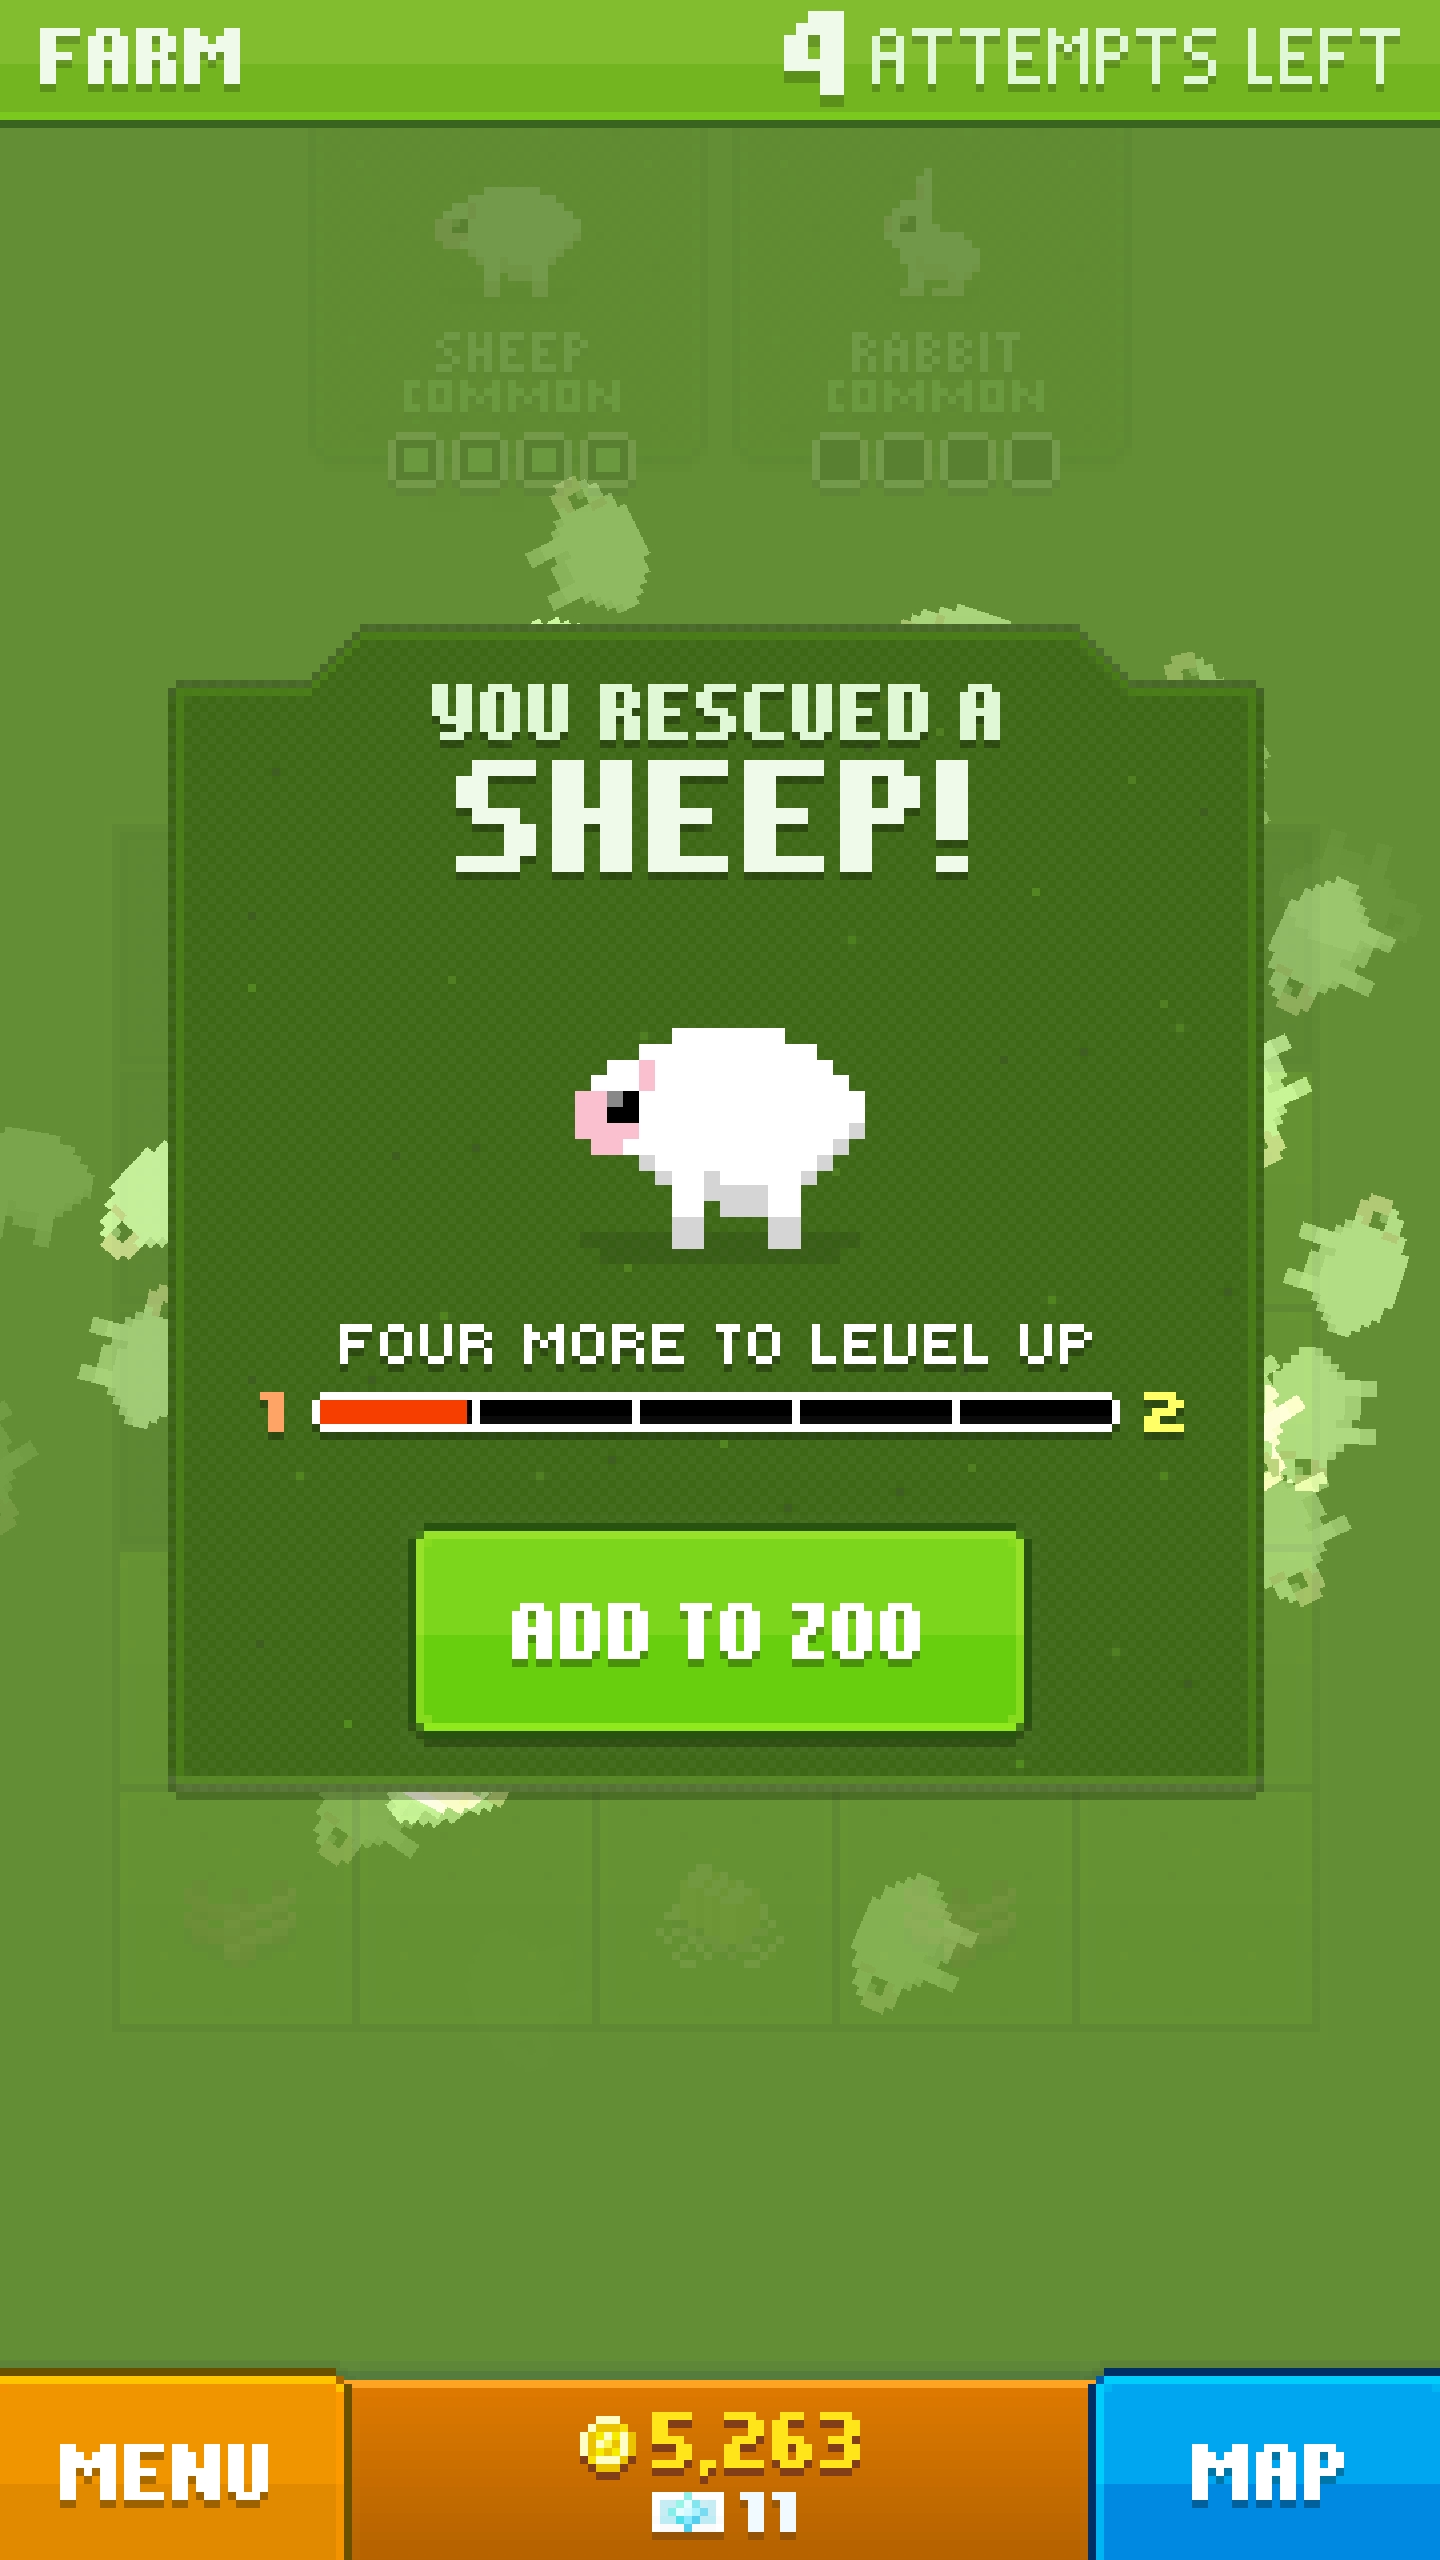 FARM
4 ATTEMPTS LEFT
SHEEP
COMMON
RABBIT
COMMON
YOU RESCUED A
SHEEP!
FOUR MORE TO LEVEL UP
1
2
ADD TO ZOO
MENU
5,263
11
MAP